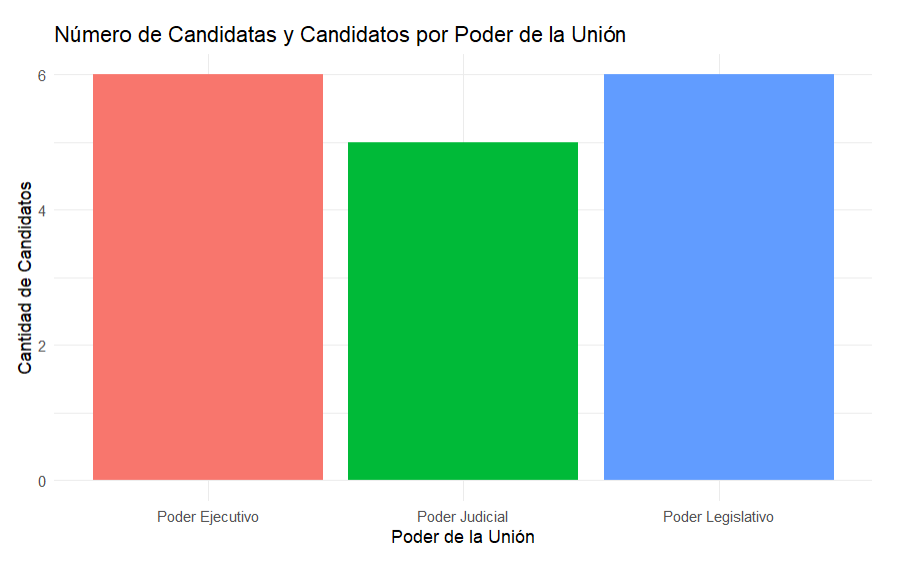 Número de Candidatas y Candidatos por Poder de la Unión
Cantidad de Candidatos
6
4
2
0
Poder Ejecutivo
Poder Judicial
Poder Legislativo
Poder de la Unión